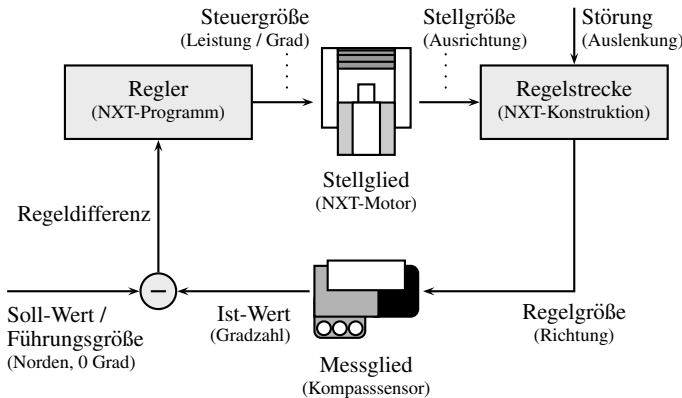 Steuergröße
(Leistung / Grad)
Stellgröße
(Ausrichtung)
Störung
(Auslenkung)
Regler
(NXT-Programm)
Regelstrecke
(NXT-Konstruktion)
Stellglied
(NXT-Motor)
Regeldifferenz
−
Soll-Wert /
Führungsgröße
(Norden, 0 Grad)
Ist-Wert
(Gradzahl)
Messglied
(Kompasssensor)
Regelgröße
(Richtung)